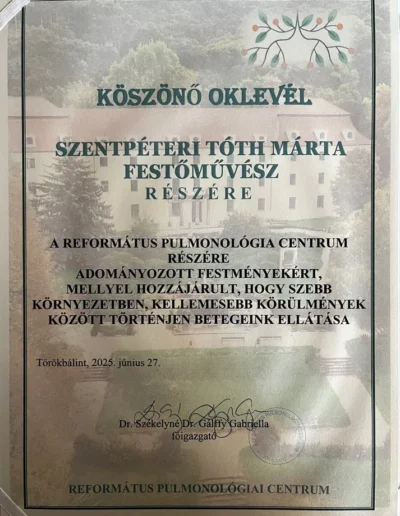 KÖSZÖNŐ OKLEVÉL
SZENTPÉTERI TÓTH MÁRTA
FESTŐMŰVÉSZ
RÉSZÉRE
A REFORMÁTUS PULMONOLÓGIA CENTRUM
RÉSZÉRE
ADOMÁNYOZOTT FESTMÉNYEKÉRT,
MELLYEL HOZZÁJÁRULT, HOGY SZEBB
KÖRNYEZETBEN, KELLEMESEBB KÖRÜLMÉNYEK
KÖZÖTT TÖRTÉNJEN BETEGEINK ELLÁTÁSA
Törökbálint, 2025. június 27.
Dr. Székelyné Dr. Gálffy Gabriella
főigazgató
REFORMÁTUS PULMONOLÓGIAI CENTRUM